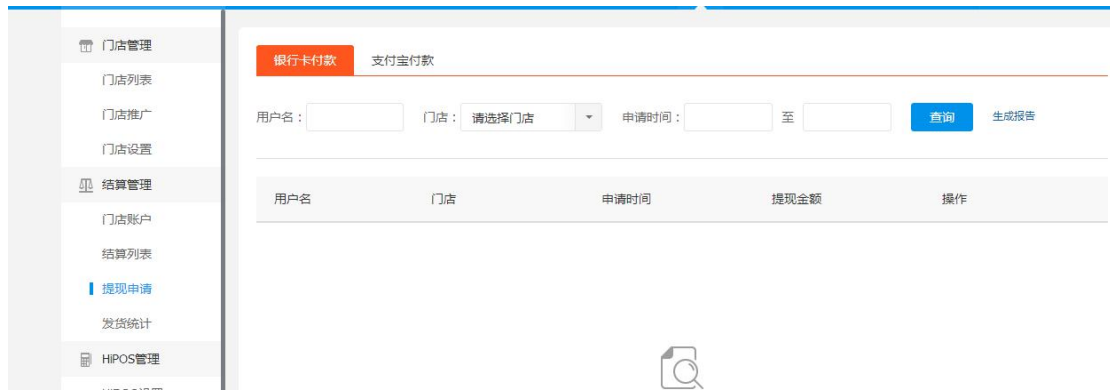 门店管理
门店列表
门店推广
门店设置
结算管理
门店账户
结算列表
提现申请
发货统计
HiPOS管理
银行卡付款 支付宝付款
用户名： 门店： 请选择门店 申请时间： 至 查询 生成报告
用户名 门店 申请时间 提现金额 操作